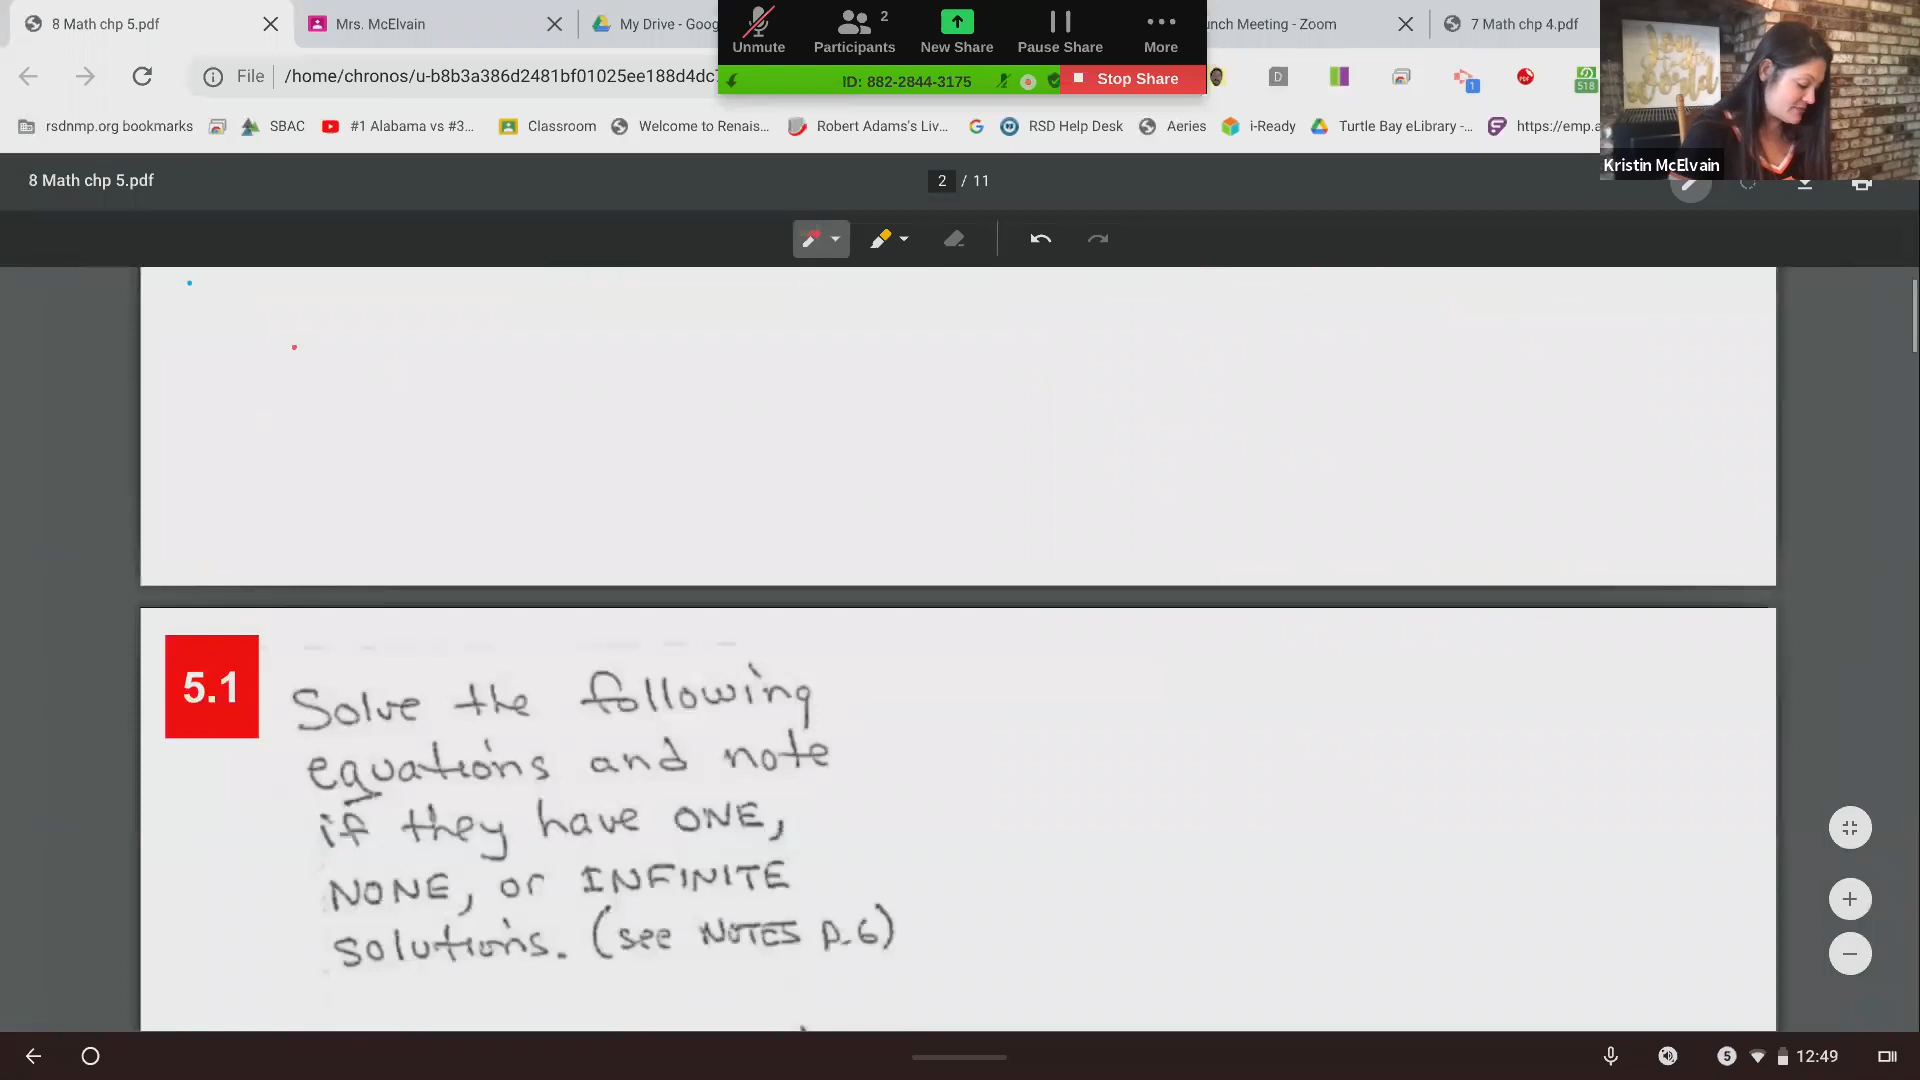 8 Math chp 5.pdf
Mrs. McElvain
My Drive - Goog
unch Meeting - Zoom
7 Math chp 4.pdf
Unmute
Participants
2
New Share
Pause Share
More
ID: 882-2844-3175
Stop Share
File
/home/chronos/u-b8b3a386d2481bf01025ee188d4dc
D
1
518
rsdnmp.org bookmarks
SBAC
#1 Alabama vs #3...
Classroom
Welcome to Renais...
Robert Adams's Liv...
RSD Help Desk
Aeries
i-Ready
Turtle Bay eLibrary -...
https://emp.a
Kristin McElvain
8 Math chp 5.pdf
2 / 11
5.1
Solve the following
equations and note
if they have ONE,
NONE, or INFINITE
solutions. (see NOTES p.6)
5
12:49